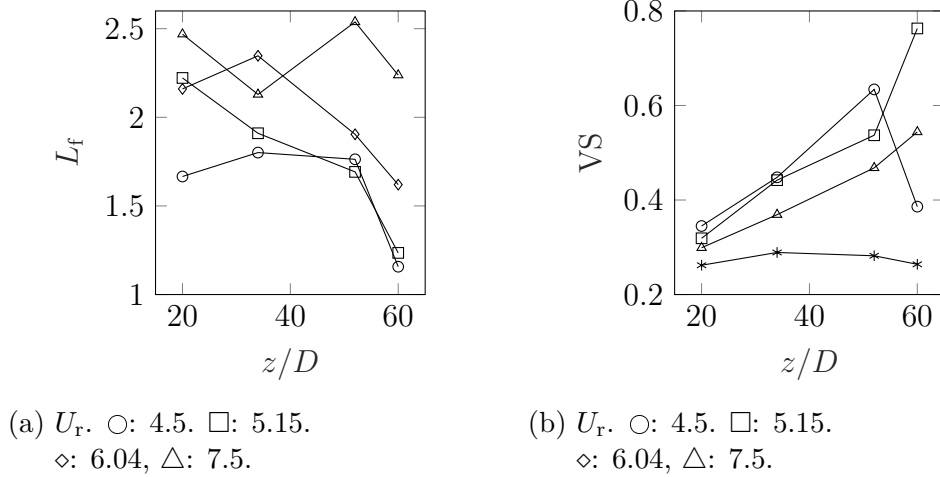 2.5
2
1.5
1
L_f
20 40 60
z/D
(a) U_r. ○: 4.5. □: 5.15.
⋄: 6.04, △: 7.5.
0.8
0.6
0.4
0.2
VS
20 40 60
z/D
(b) U_r. ○: 4.5. □: 5.15.
⋄: 6.04, △: 7.5.